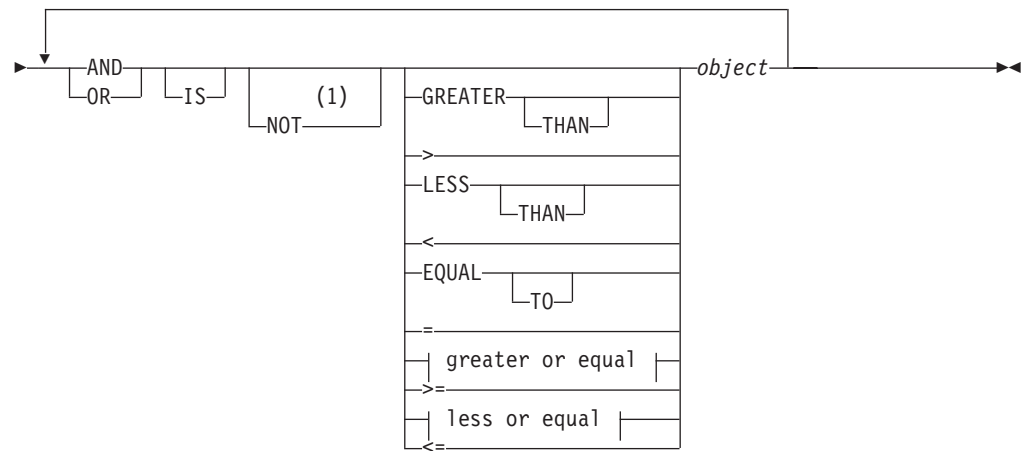 AND object
OR IS (1) GREATER
NOT THAN
>
LESS
THAN
<
EQUAL
TO
=
greater or equal
>=
less or equal
<=